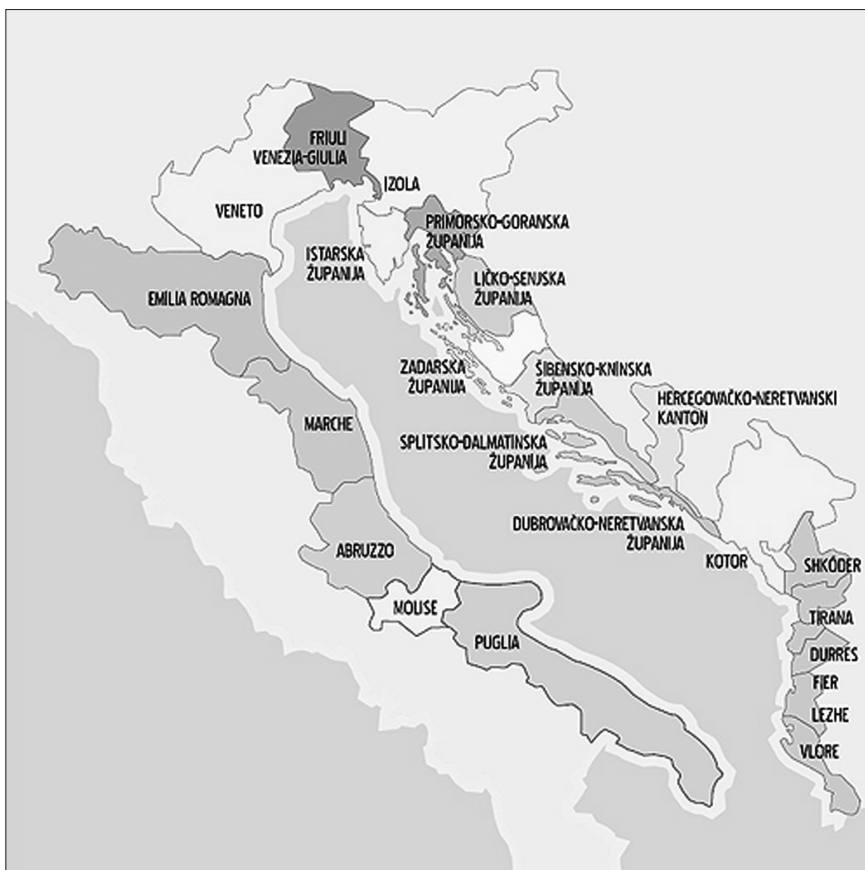 FRIULI
VENEZIA-GIULIA
IZOLA
VENETO
PRIMORSKO-GORANSKA
ŽUPANIJA
ISTARSKA
ŽUPANIJA
LIČKO-SENJSKA
ŽUPANIJA
EMILIA ROMAGNA
ZADARSKA
ŽUPANIJA
ŠIBENSKO-KNINSKA
ŽUPANIJA
HERCEGOVAČKO-NERETVANSKI
KANTON
MARCHE
SPLITSKO-DALMATINSKA
ŽUPANIJA
DUBROVAČKO-NERETVANSKA
ŽUPANIJA
ABRUZZO
KOTOR
SHKÓDER
MOLISE
TIRANA
PUGLIA
DURRES
FIER
LEZHE
VLORE